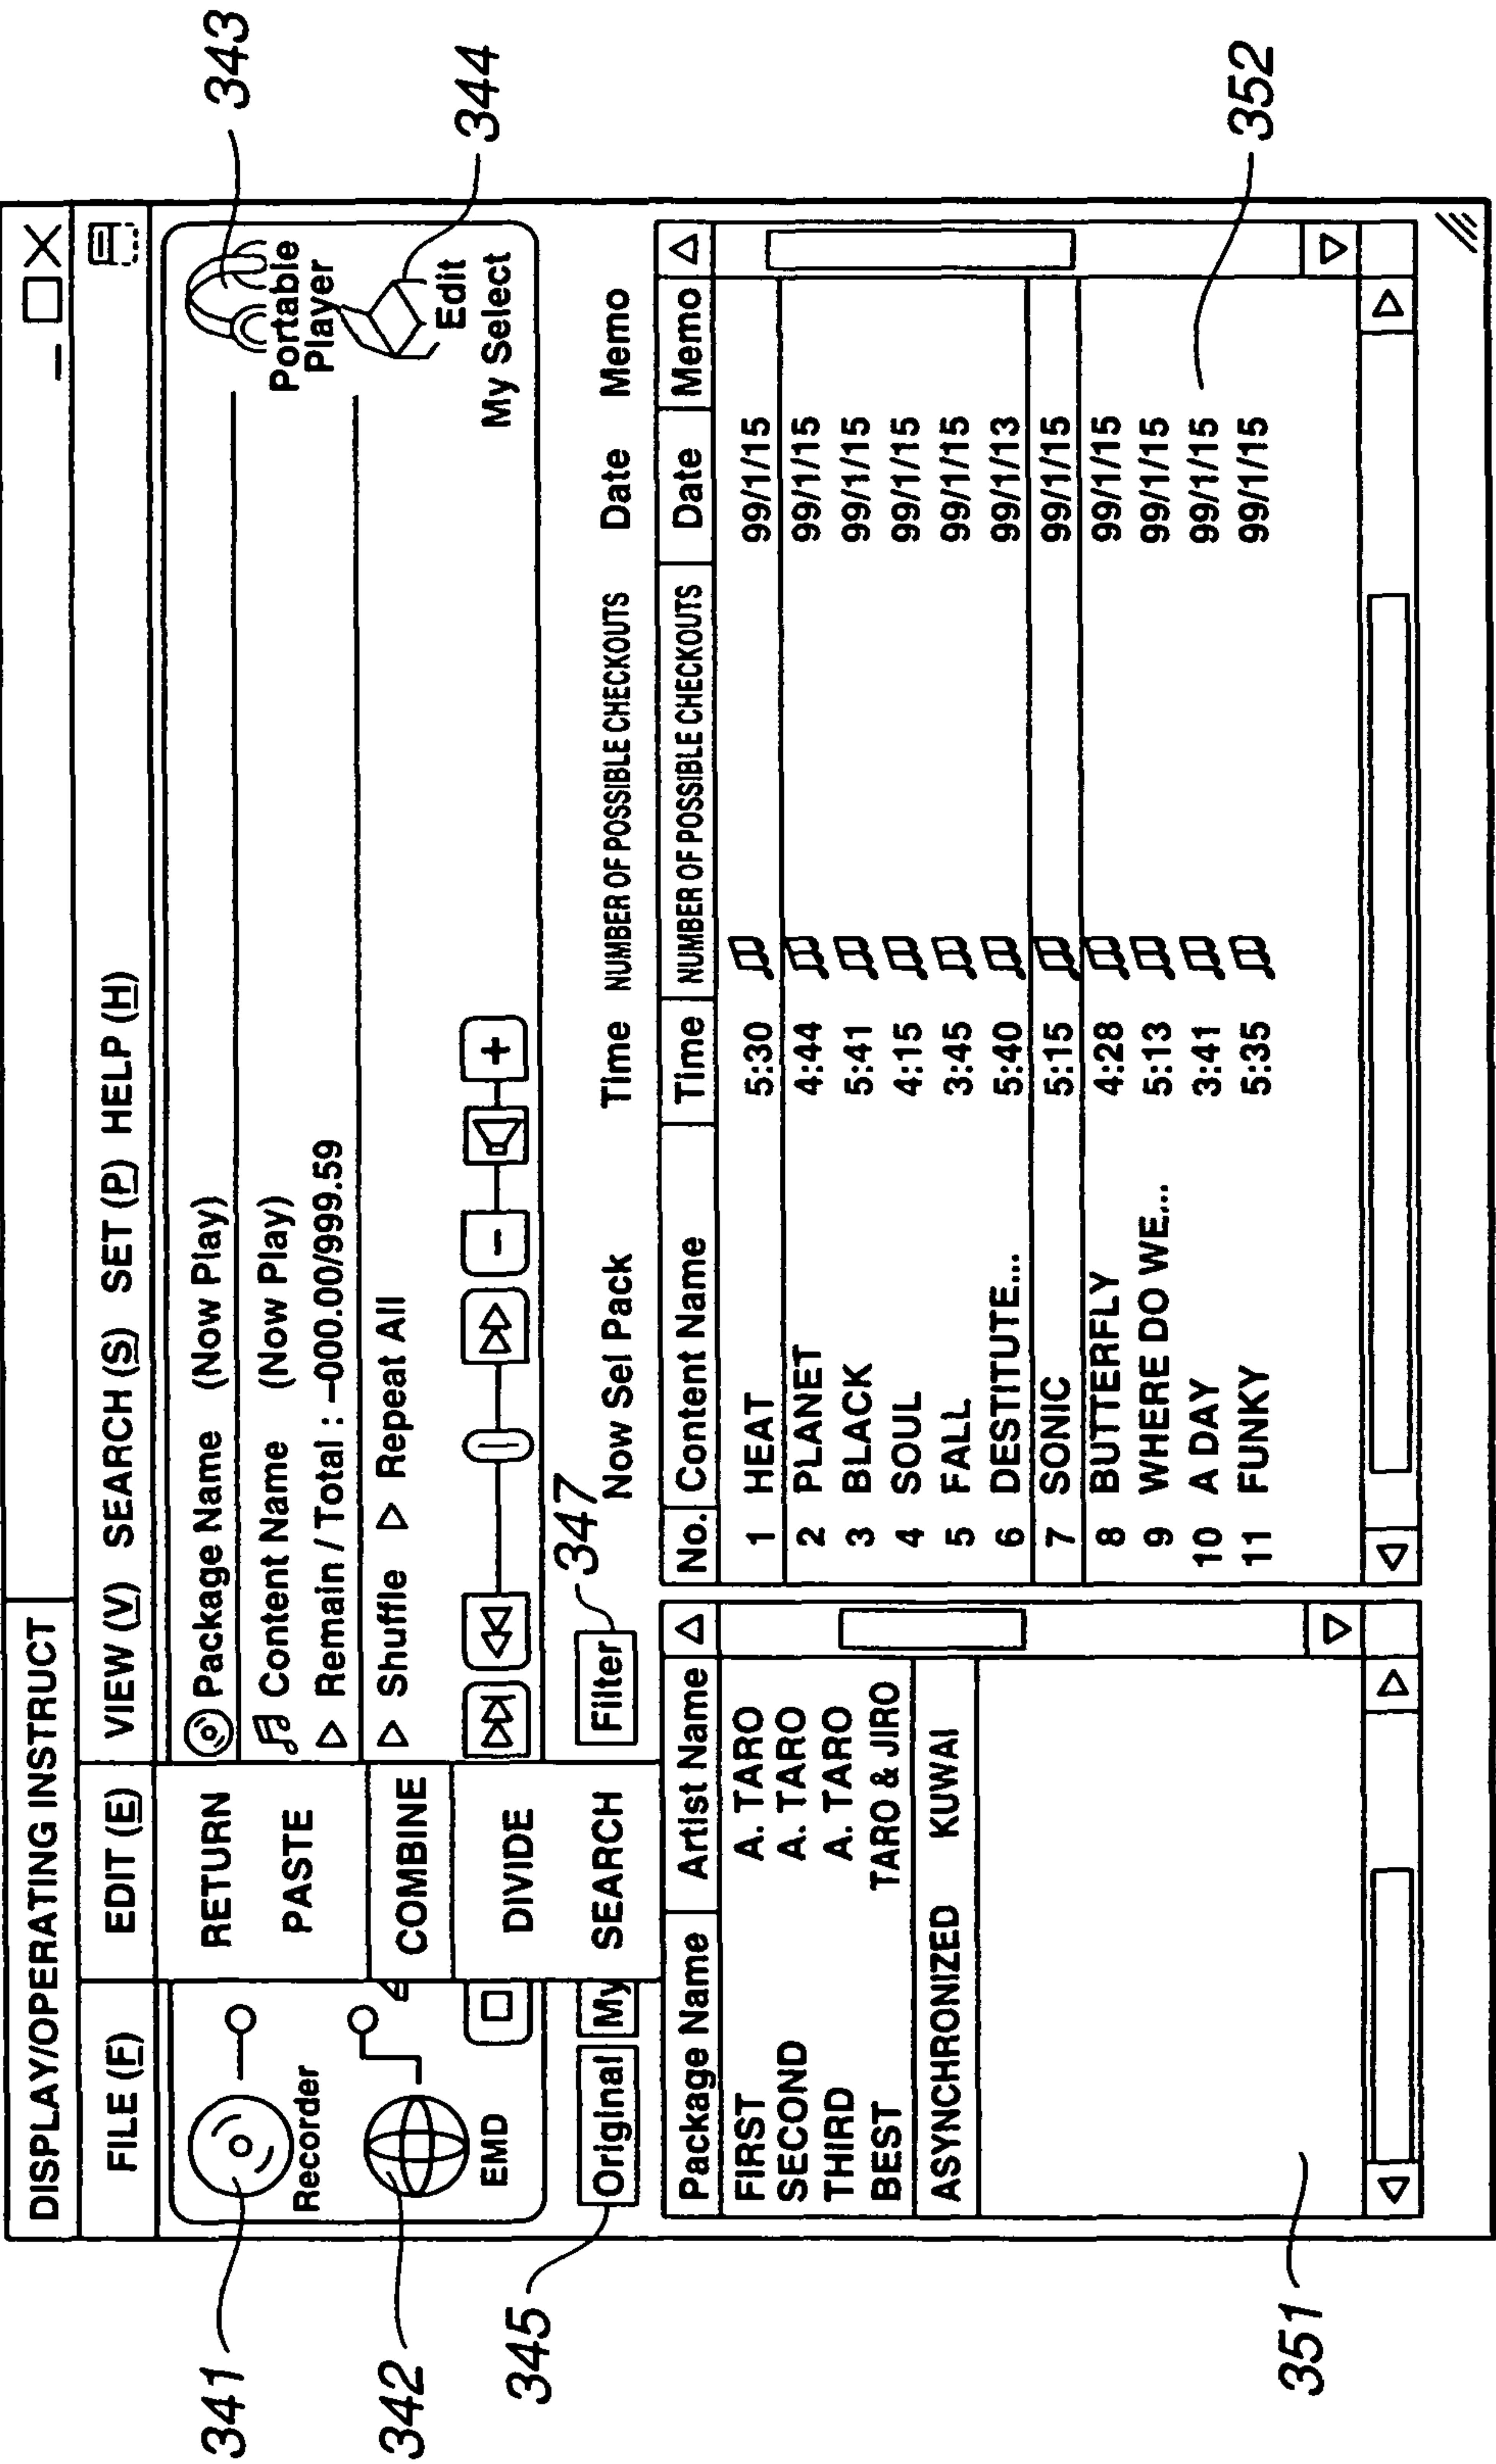 DISPLAY/OPERATING INSTRUCT
FILE (F) EDIT (E) VIEW (V) SEARCH (S) SET (P) HELP (H)
RETURN
PASTE
COMBINE
DIVIDE
SEARCH
341
Recorder
342
EMD
Package Name (Now Play)
Content Name (Now Play)
Remain / Total : –000.00/999.59
Shuffle Repeat All
- +
343
Portable
Player
344
Edit
My Select
345
Original My
Filter 347
Now Sel Pack Time NUMBER OF POSSIBLE CHECKOUTS Date Memo
Package Name Artist Name
FIRST A. TARO
SECOND A. TARO
THIRD A. TARO
BEST TARO & JIRO
ASYNCHRONIZED KUWAI
351
No. Content Name Time NUMBER OF POSSIBLE CHECKOUTS Date Memo
1 HEAT 5:30 99/1/15
2 PLANET 4:44 99/1/15
3 BLACK 5:41 99/1/15
4 SOUL 4:15 99/1/15
5 FALL 3:45 99/1/15
6 DESTITUTE... 5:40 99/1/13
7 SONIC 5:15 99/1/15
8 BUTTERFLY 4:28 99/1/15
9 WHERE DO WE... 5:13 99/1/15
10 A DAY 3:41 99/1/15
11 FUNKY 5:35 99/1/15
352